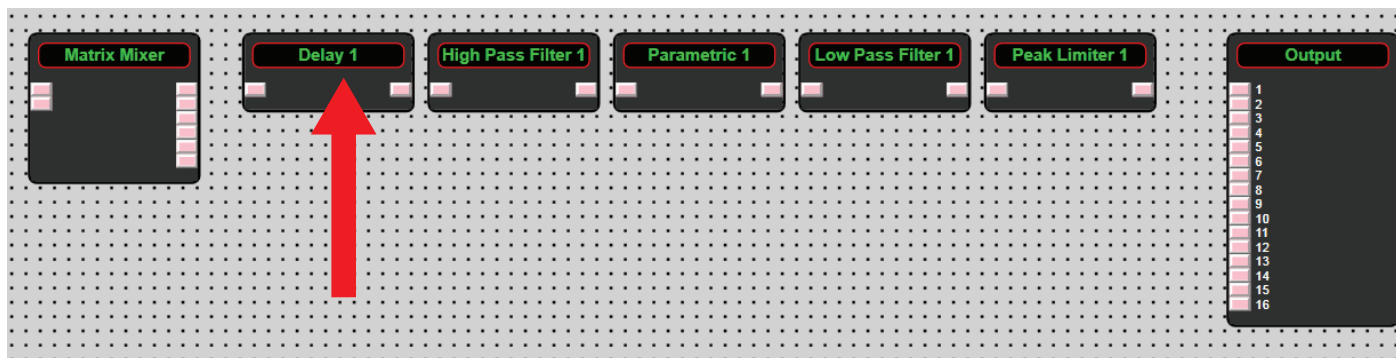 Matrix Mixer
Delay 1
High Pass Filter 1
Parametric 1
Low Pass Filter 1
Peak Limiter 1
Output
1
2
3
4
5
6
7
8
9
10
11
12
13
14
15
16